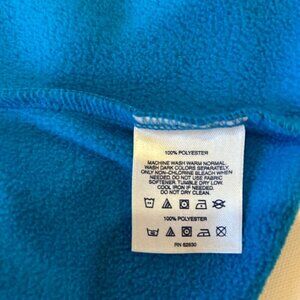 100% POLYESTER
MACHINE WASH WARM NORMAL,
WASH DARK COLORS SEPARATELY,
ONLY NON-CHLORINE BLEACH WHEN
NEEDED. DO NOT USE FABRIC
SOFTENER, TUMBLE DRY LOW.
COOL IRON IF NEEDED.
DO NOT DRY CLEAN.
100% POLYESTER
RN 62830